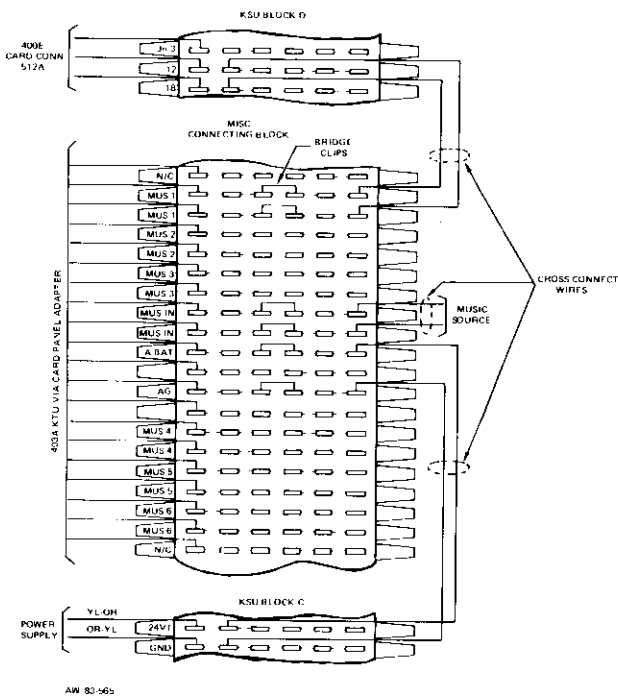 KSU BLOCK D
400E
CARD CONN
512A
Jn 3
12
18
MISC
CONNECTING BLOCK
BRIDGE
CLIPS
403A KTU VIA CARD PANEL ADAPTER
N/C
MUS 1
MUS 1
MUS 2
MUS 2
MUS 3
MUS 3
MUS IN
MUS IN
A BAT
AG
MUS 4
MUS 4
MUS 5
MUS 5
MUS 6
MUS 6
N/C
CROSS CONNECT
WIRES
MUSIC
SOURCE
KSU BLOCK C
POWER
SUPPLY
YL-OR
OR-YL
24V1
GND
AW 83-565